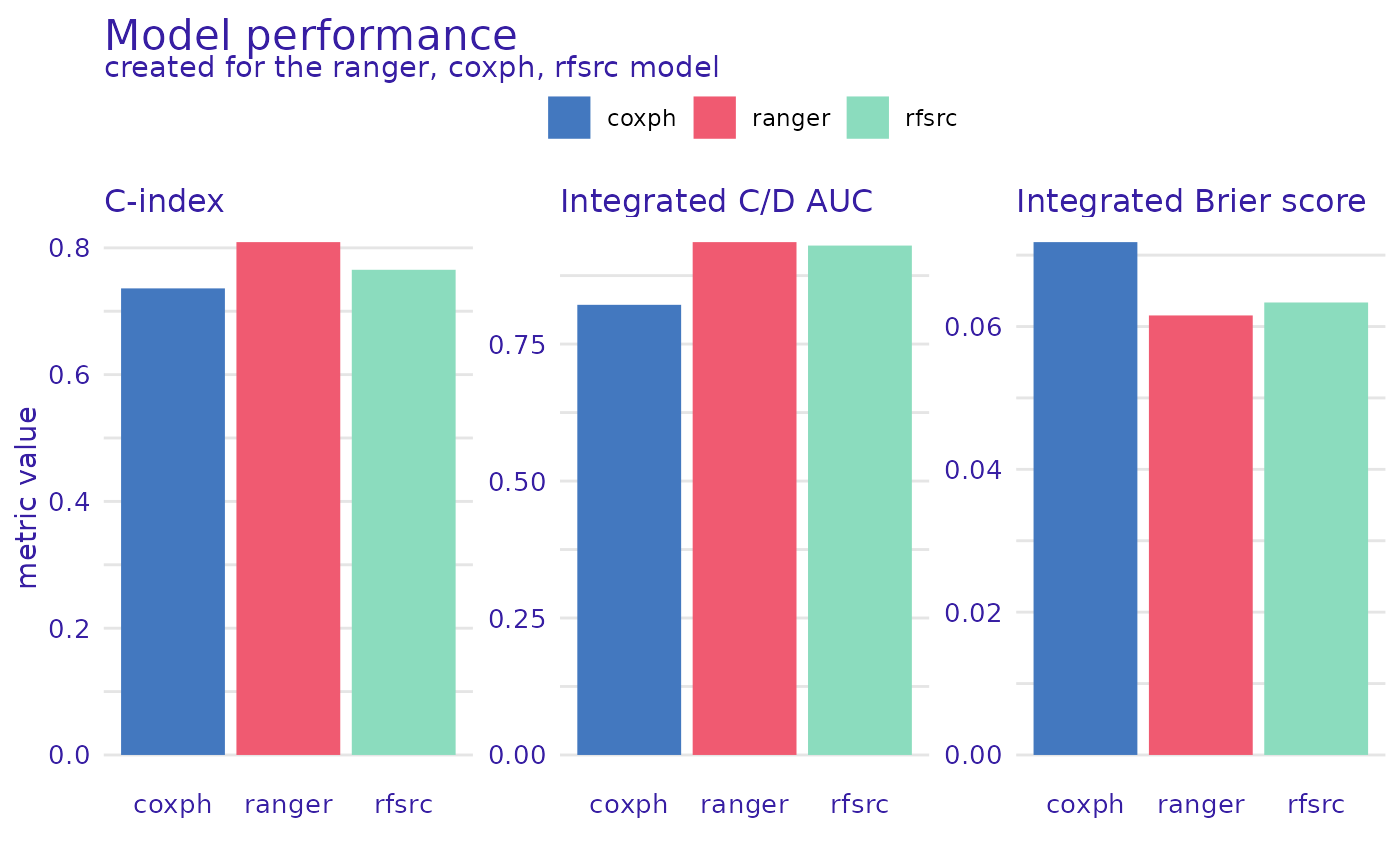 Model performance
created for the ranger, coxph, rfsrc model
coxph ranger rfsrc
C-index
Integrated C/D AUC
Integrated Brier score
metric value
0.8
0.6
0.4
0.2
0.0
coxph ranger rfsrc
0.75
0.50
0.25
0.00
coxph ranger rfsrc
0.06
0.04
0.02
0.00
coxph ranger rfsrc